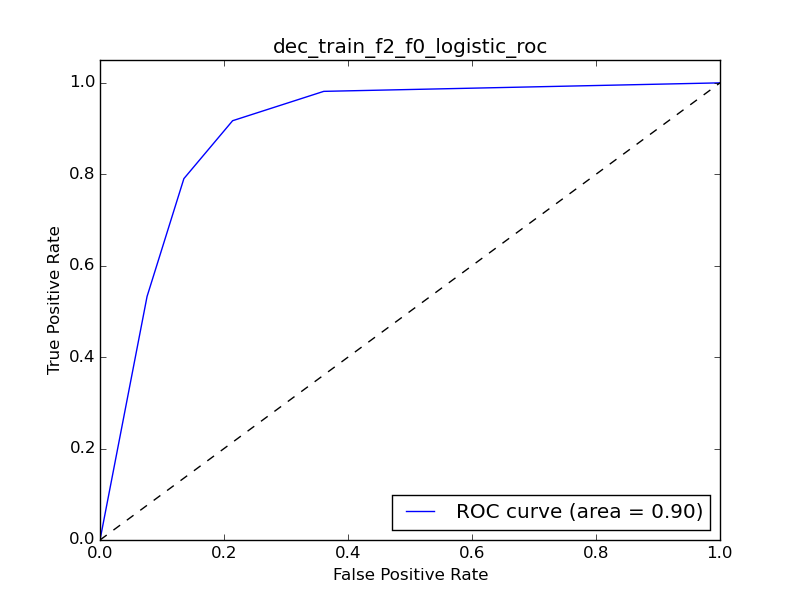 dec_train_f2_f0_logistic_roc
1.0
0.8
0.6
0.4
0.2
0.0
True Positive Rate
ROC curve (area = 0.90)
0.0 0.2 0.4 0.6 0.8 1.0
False Positive Rate